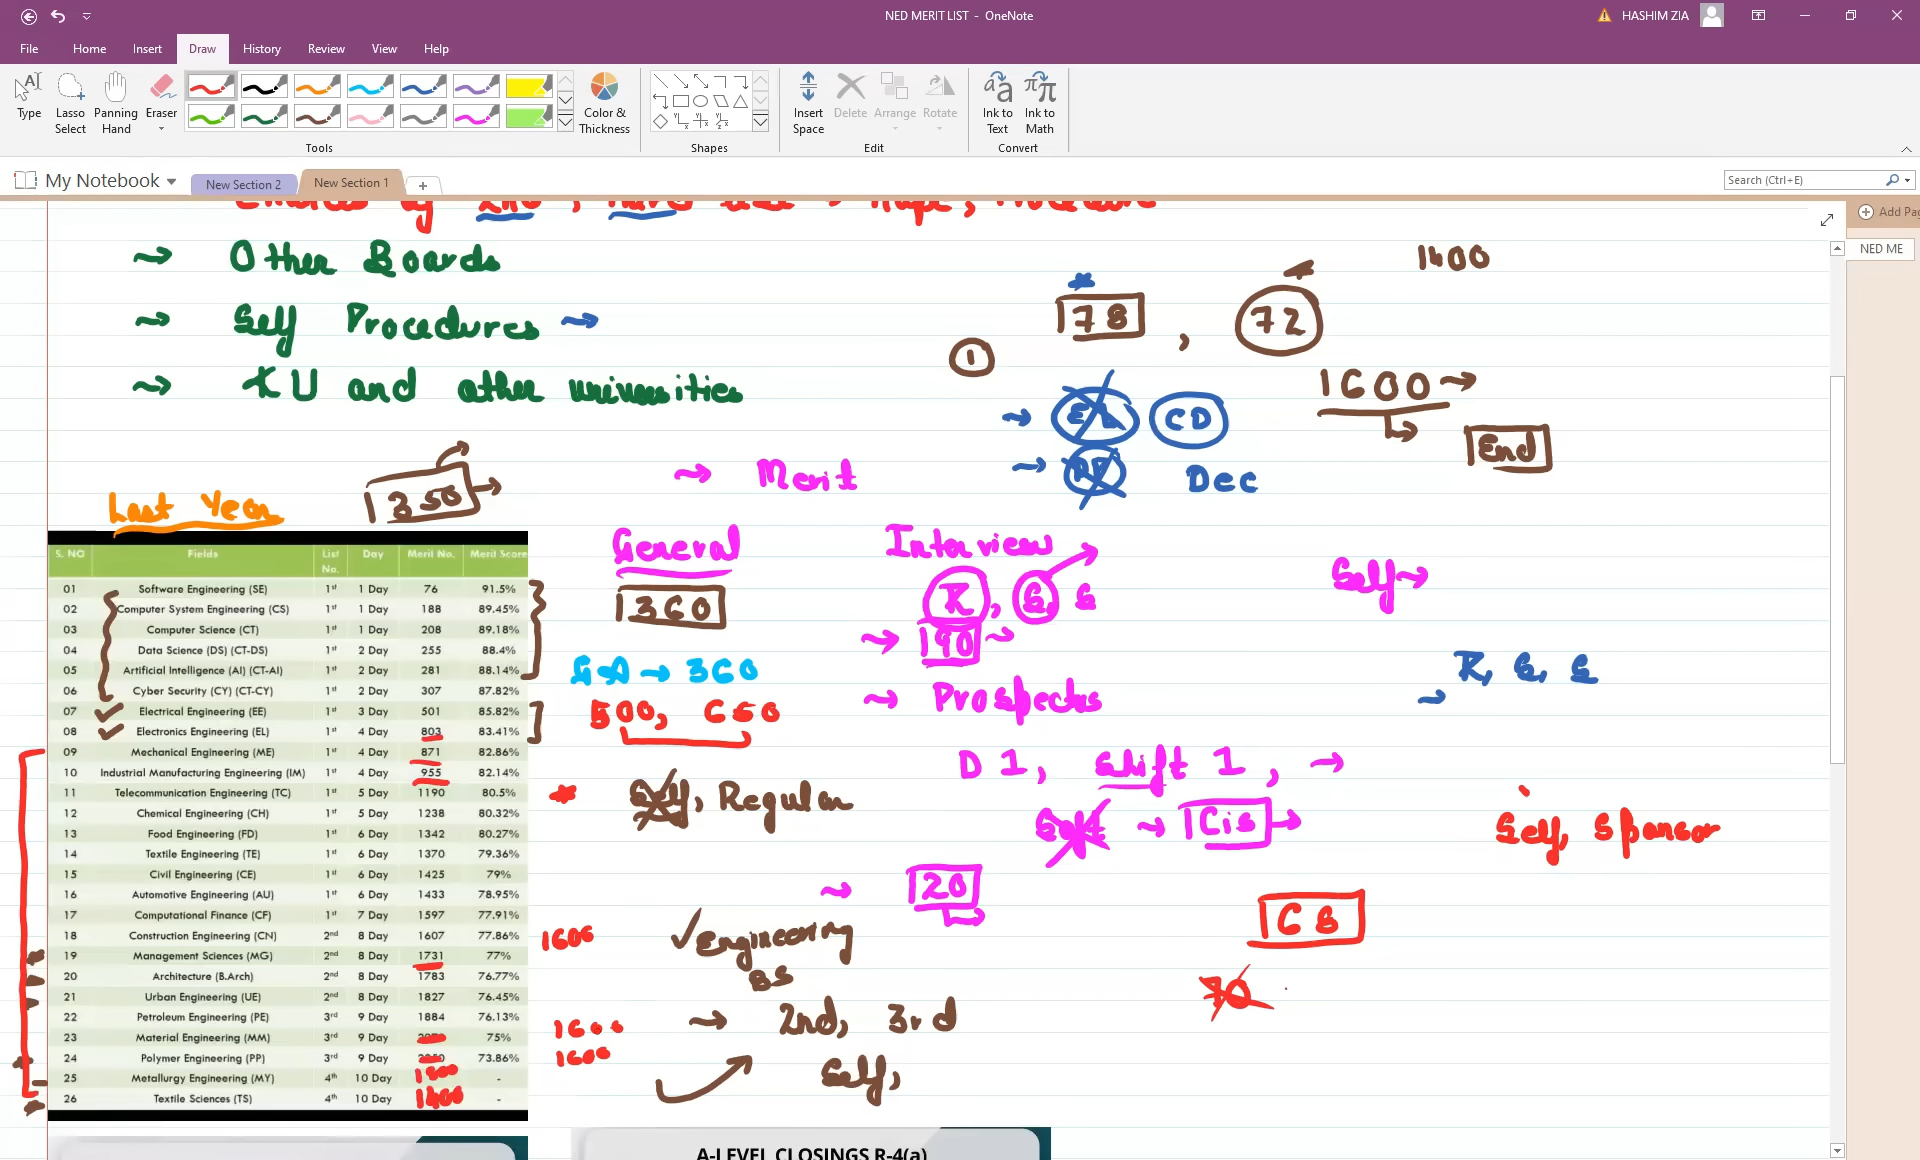 NED MERIT LIST - OneNote
HASHIM ZIA
File Home Insert Draw History Review View Help
Type
Lasso Select
Panning Hand
Eraser
Color & Thickness
Insert Space
Delete
Arrange
Rotate
Ink to Text
Ink to Math
Tools
Shapes
Edit
Convert
My Notebook
New Section 2
New Section 1
Search (Ctrl+E)
Add Pag
NED ME
→ Other Boards
→ Self Procedures →
→ KU and other universities
1400
178 , 72
1
1600 →
End
CD
Dec
→ Merit
Last Year
1350
General
1360
G.A → 360
500, 650
Self, Regular
Interview
R, S, S
→ 190 →
→ Prospectus
D 1, Shift 1, →
Self → Cis →
→ 120
Self →
R, S, S
→
Self, Sponsor
68
70
✓ Engineering
BS
→ 2nd, 3rd
Self,
S. NO Fields List No. Day Merit No. Merit Score
01 Software Engineering (SE) 1st 1 Day 76 91.5%
02 Computer System Engineering (CS) 1st 1 Day 188 89.45%
03 Computer Science (CT) 1st 1 Day 208 89.18%
04 Data Science (DS) (CT-DS) 1st 2 Day 255 88.4%
05 Artificial Intelligence (AI) (CT-AI) 1st 2 Day 281 88.14%
06 Cyber Security (CY) (CT-CY) 1st 2 Day 307 87.82%
07 Electrical Engineering (EE) 1st 3 Day 501 85.82%
08 Electronics Engineering (EL) 1st 4 Day 803 83.41%
09 Mechanical Engineering (ME) 1st 4 Day 871 82.86%
10 Industrial Manufacturing Engineering (IM) 1st 4 Day 955 82.14%
11 Telecommunication Engineering (TC) 1st 5 Day 1190 80.5%
12 Chemical Engineering (CH) 1st 5 Day 1238 80.32%
13 Food Engineering (FD) 1st 6 Day 1342 80.27%
14 Textile Engineering (TE) 1st 6 Day 1370 79.36%
15 Civil Engineering (CE) 1st 6 Day 1425 79%
16 Automotive Engineering (AU) 1st 6 Day 1433 78.95%
17 Computational Finance (CF) 1st 7 Day 1597 77.91%
18 Construction Engineering (CN) 2nd 8 Day 1607 77.86% 1600
19 Management Sciences (MG) 2nd 8 Day 1731 77%
20 Architecture (B.Arch) 2nd 8 Day 1783 76.77%
21 Urban Engineering (UE) 2nd 8 Day 1827 76.45%
22 Petroleum Engineering (PE) 3rd 9 Day 1884 76.13%
23 Material Engineering (MM) 3rd 9 Day 75% 1600
24 Polymer Engineering (PP) 3rd 9 Day 73.86% 1600
25 Metallurgy Engineering (MY) 4th 10 Day -
26 Textile Sciences (TS) 4th 10 Day 1400 -
A-LEVEL CLOSINGS R-4(a)